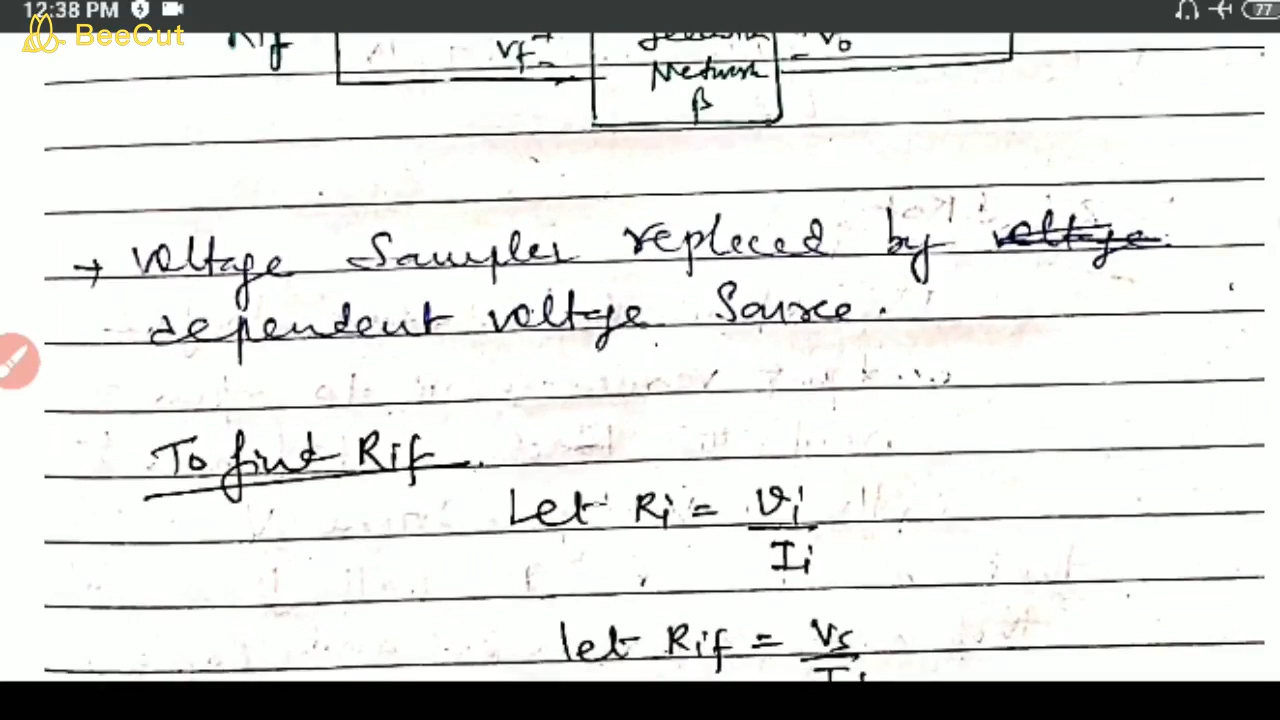 12:38 PM
77
BeeCut
Rif
Vf + -
Vo
Network
β
→ voltage Sampler replaced by voltage
dependent voltage Source.
To find Rif
Let Ri = Vi / Ii
let Rif = Vs / Ii